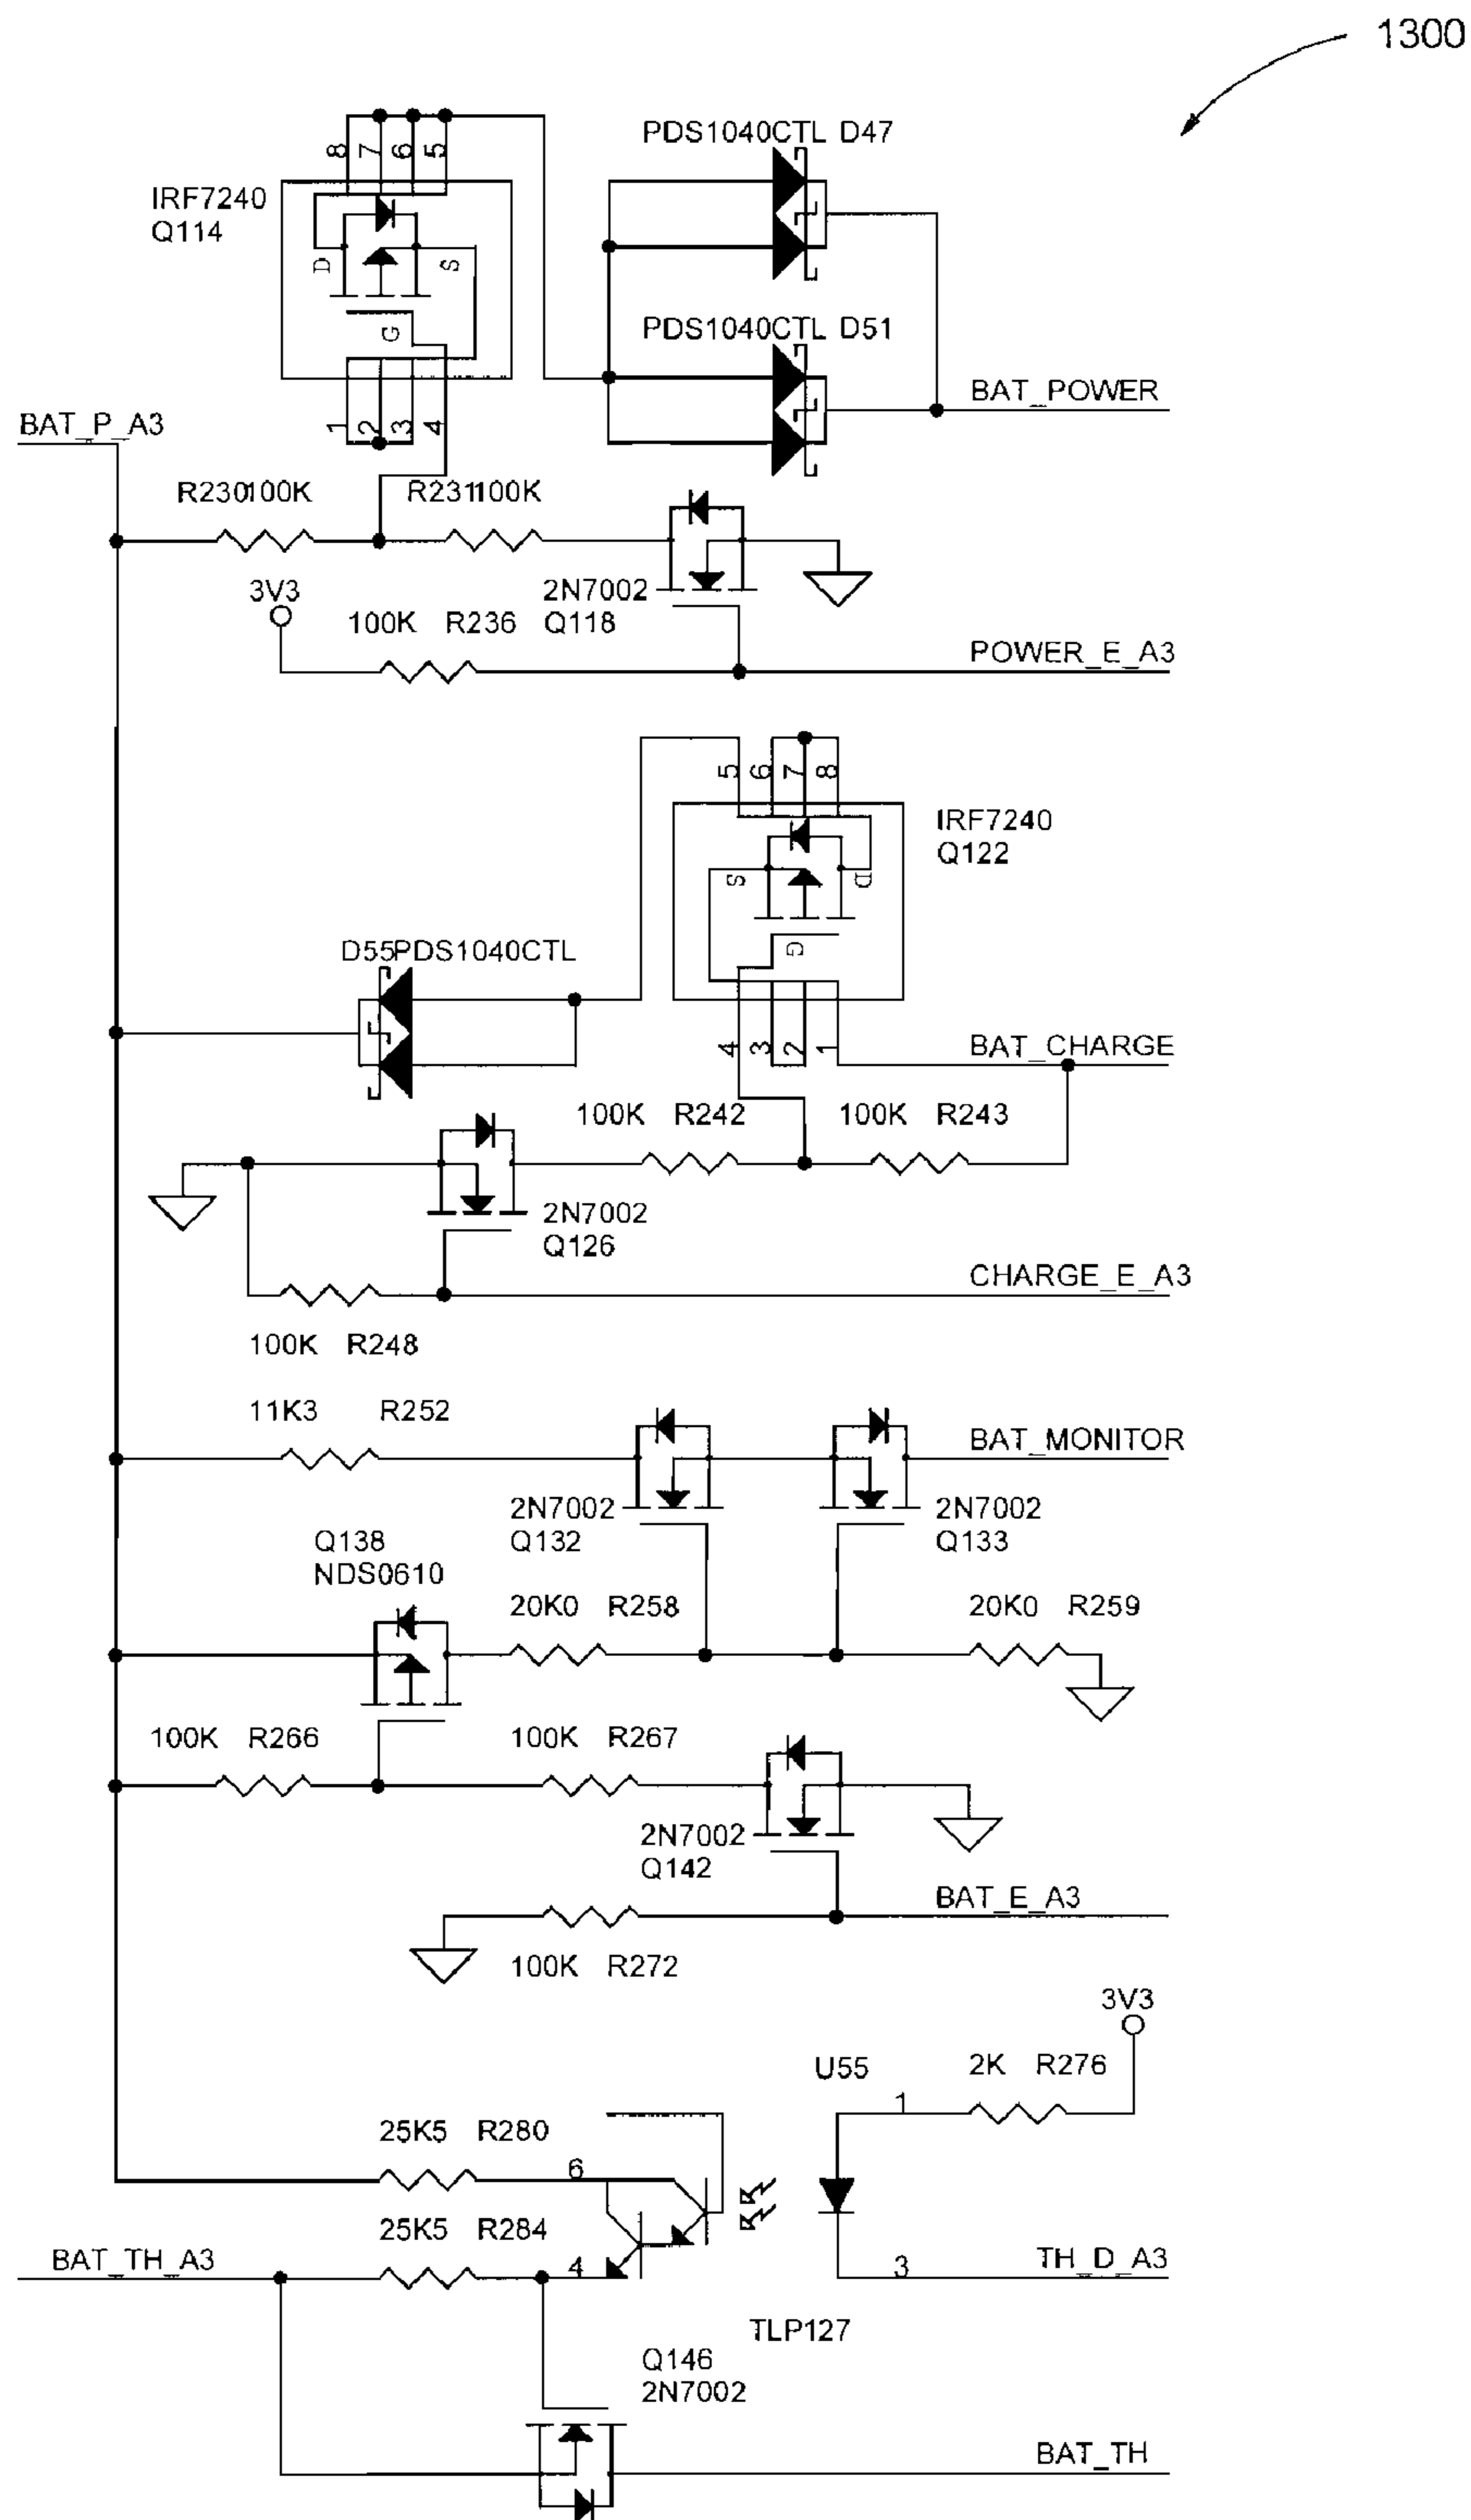 1300
PDS1040CTL D47
8 7 6 5
IRF7240
Q114
D S
G
PDS1040CTL D51
BAT_POWER
1 2 3 4
BAT_P_A3
R230 100K R231 100K
3V3
2N7002
100K R236 Q118
POWER_E_A3
5 6 7 8
IRF7240
Q122
S D
G
D55PDS1040CTL
4 3 2 1
BAT_CHARGE
100K R242 100K R243
2N7002
Q126
CHARGE_E_A3
100K R248
11K3 R252
BAT_MONITOR
2N7002
Q132
2N7002
Q133
Q138
NDS0610
20K0 R258 20K0 R259
100K R266 100K R267
2N7002
Q142
BAT_E_A3
100K R272
3V3
U55 2K R276
1
25K5 R280
6
25K5 R284
BAT_TH_A3
4
3
TH_D_A3
TLP127
Q146
2N7002
BAT_TH